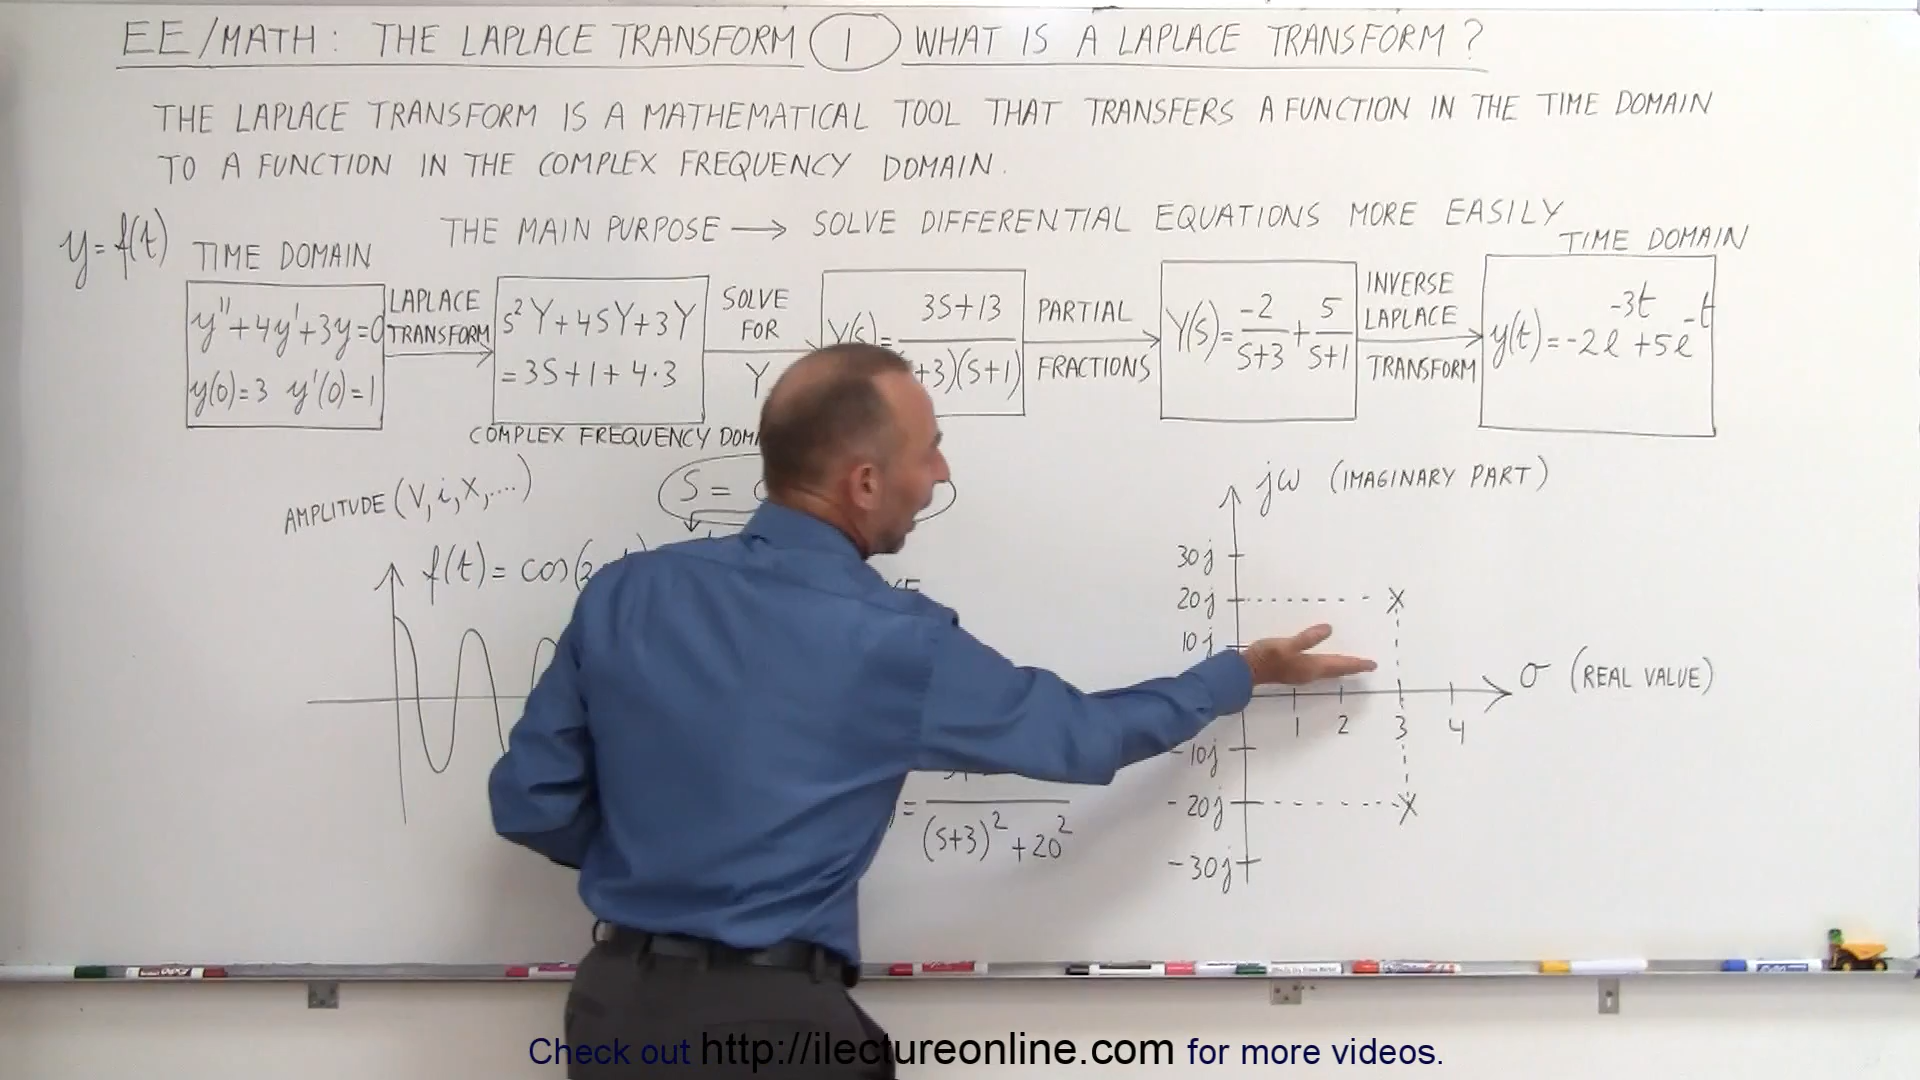 EE/MATH: THE LAPLACE TRANSFORM 1 WHAT IS A LAPLACE TRANSFORM?
THE LAPLACE TRANSFORM IS A MATHEMATICAL TOOL THAT TRANSFERS A FUNCTION IN THE TIME DOMAIN
TO A FUNCTION IN THE COMPLEX FREQUENCY DOMAIN.
THE MAIN PURPOSE → SOLVE DIFFERENTIAL EQUATIONS MORE EASILY
y=f(t)
TIME DOMAIN
y''+4y'+3y=0
y(0)=3 y'(0)=1
LAPLACE
TRANSFORM
s²Y+4SY+3Y
=3S+1+4·3
COMPLEX FREQUENCY
SOLVE
FOR
Y
Y(s)=
3S+13
+3)(S+1)
PARTIAL
FRACTIONS
Y(S)=-2/(S+3)+5/(S+1)
INVERSE
LAPLACE
TRANSFORM
TIME DOMAIN
y(t)=-2e^-3t+5e^-t
S =
AMPLITUDE (V, i, X, ....)
f(t)= cos(
= 
(s+3)²+20²
jω (IMAGINARY PART)
30j
20j
10j
X
σ (REAL VALUE)
1 2 3 4
-10j
-20j
X
-30j
Check out http://ilectureonline.com for more videos.